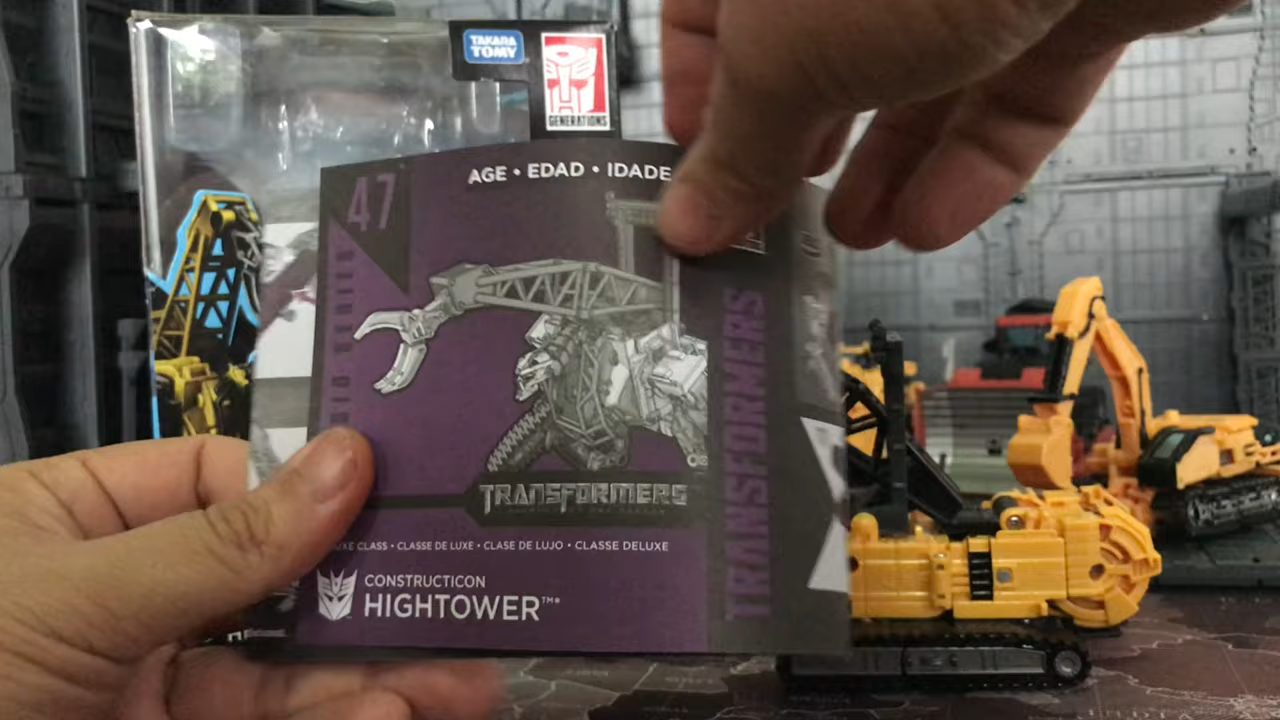 TAKARA
TOMY
GENERATIONS
AGE • EDAD • IDADE
47
TRANSFORMERS
TRANSFORMERS
CLASS • CLASSE DE LUXE • CLASE DE LUJO • CLASSE DELUXE
CONSTRUCTICON
HIGHTOWER™*